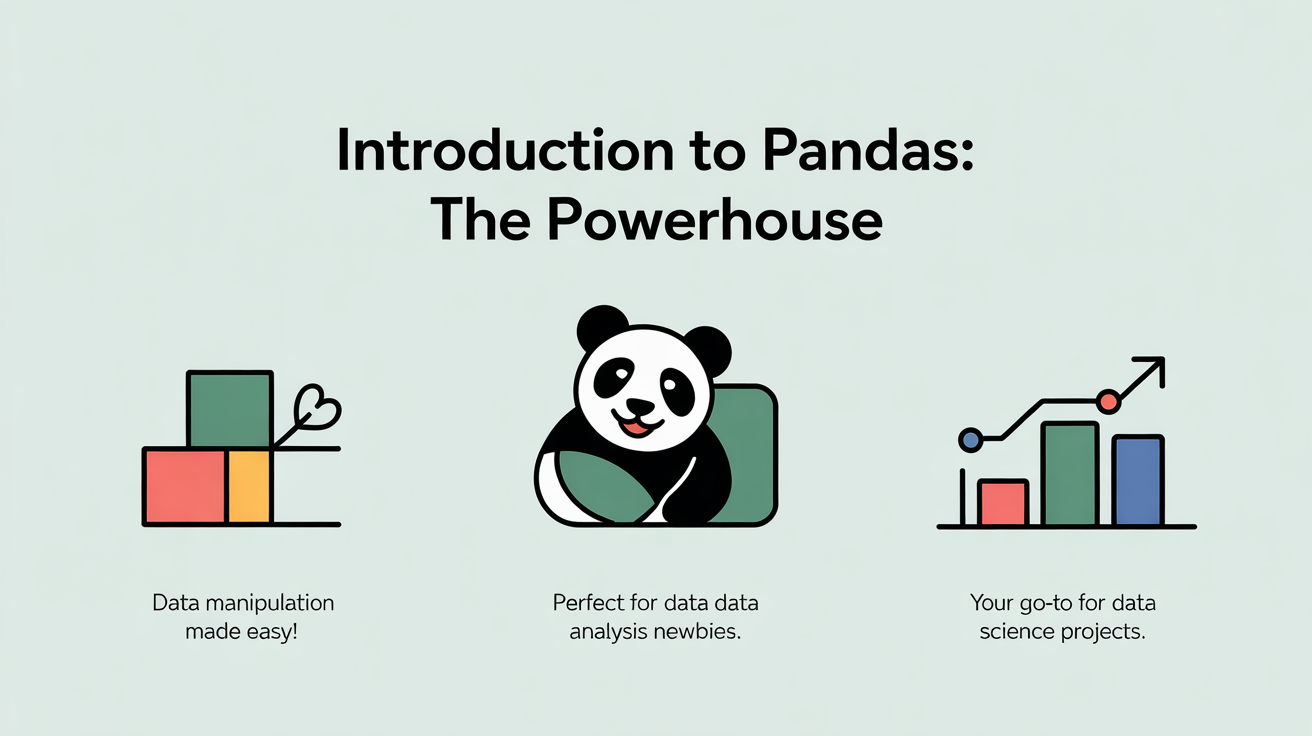 Introduction to Pandas:
The Powerhouse
Data manipulation
made easy!
Perfect for data data
analysis newbies.
Your go-to for data
science projects.